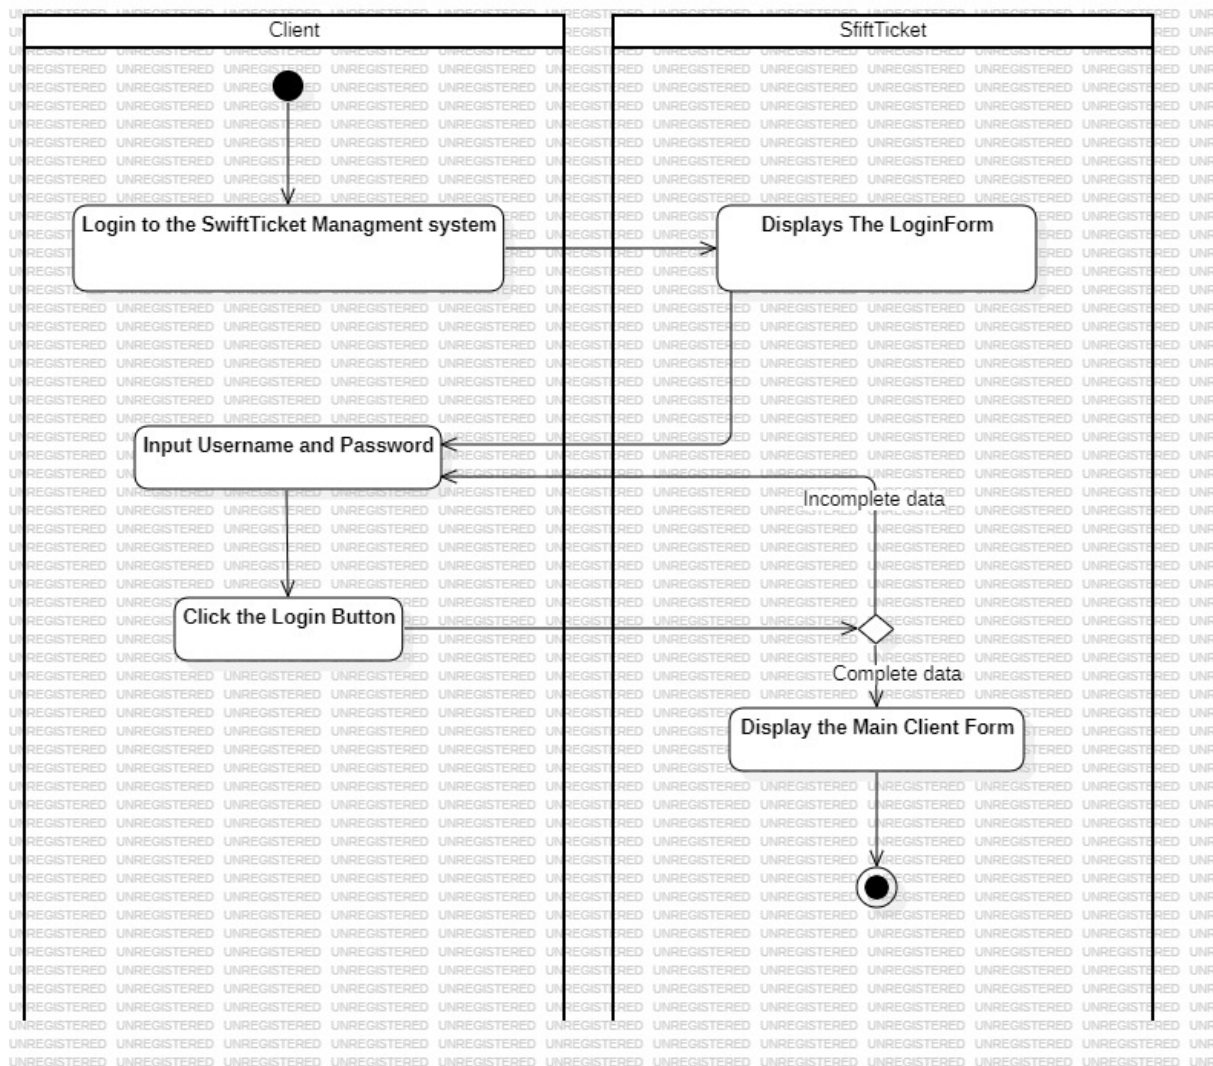 Client
SfiftTicket
Login to the SwiftTicket Managment system
Displays The LoginForm
Input Username and Password
Incomplete data
Click the Login Button
Complete data
Display the Main Client Form
UNREGISTERED